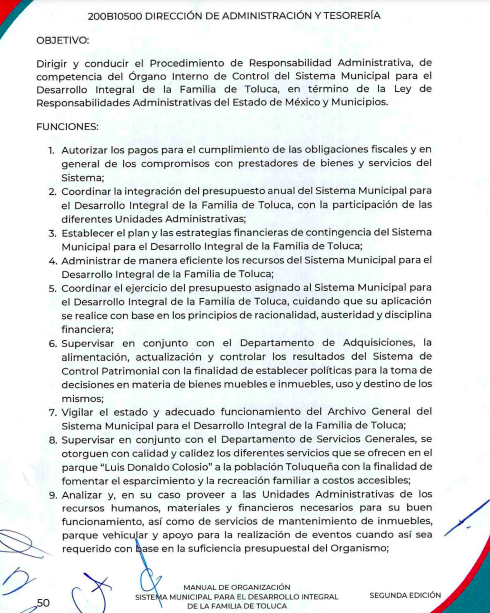 200B10500 DIRECCIÓN DE ADMINISTRACIÓN Y TESORERÍA
OBJETIVO:
Dirigir y conducir el Procedimiento de Responsabilidad Administrativa, de
competencia del Órgano Interno de Control del Sistema Municipal para el
Desarrollo Integral de la Familia de Toluca, en término de la Ley de
Responsabilidades Administrativas del Estado de México y Municipios.
FUNCIONES:
1. Autorizar los pagos para el cumplimiento de las obligaciones fiscales y en
general de los compromisos con prestadores de bienes y servicios del
Sistema;
2. Coordinar la integración del presupuesto anual del Sistema Municipal para
el Desarrollo Integral de la Familia de Toluca, con la participación de las
diferentes Unidades Administrativas;
3. Establecer el plan y las estrategias financieras de contingencia del Sistema
Municipal para el Desarrollo Integral de la Familia de Toluca;
4. Administrar de manera eficiente los recursos del Sistema Municipal para el
Desarrollo Integral de la Familia de Toluca;
5. Coordinar el ejercicio del presupuesto asignado al Sistema Municipal para
el Desarrollo Integral de la Familia de Toluca, cuidando que su aplicación
se realice con base en los principios de racionalidad, austeridad y disciplina
financiera;
6. Supervisar en conjunto con el Departamento de Adquisiciones, la
alimentación, actualización y controlar los resultados del Sistema de
Control Patrimonial con la finalidad de establecer políticas para la toma de
decisiones en materia de bienes muebles e inmuebles, uso y destino de los
mismos;
7. Vigilar el estado y adecuado funcionamiento del Archivo General del
Sistema Municipal para el Desarrollo Integral de la Familia de Toluca;
8. Supervisar en conjunto con el Departamento de Servicios Generales, se
otorguen con calidad y calidez los diferentes servicios que se ofrecen en el
parque “Luis Donaldo Colosio” a la población Toluqueña con la finalidad de
fomentar el esparcimiento y la recreación familiar a costos accesibles;
9. Analizar y, en su caso proveer a las Unidades Administrativas de los
recursos humanos, materiales y financieros necesarios para su buen
funcionamiento, así como de servicios de mantenimiento de inmuebles,
parque vehicular y apoyo para la realización de eventos cuando así sea
requerido con base en la suficiencia presupuestal del Organismo;
50
MANUAL DE ORGANIZACIÓN
SISTEMA MUNICIPAL PARA EL DESARROLLO INTEGRAL
DE LA FAMILIA DE TOLUCA
SEGUNDA EDICIÓN